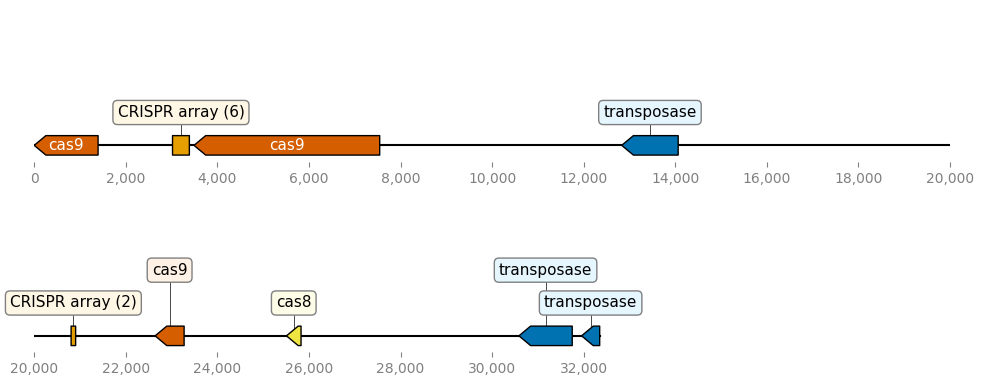 CRISPR array (6) transposase
cas9 cas9
0 2,000 4,000 6,000 8,000 10,000 12,000 14,000 16,000 18,000 20,000
cas9 transposase
CRISPR array (2) cas8 transposase
20,000 22,000 24,000 26,000 28,000 30,000 32,000